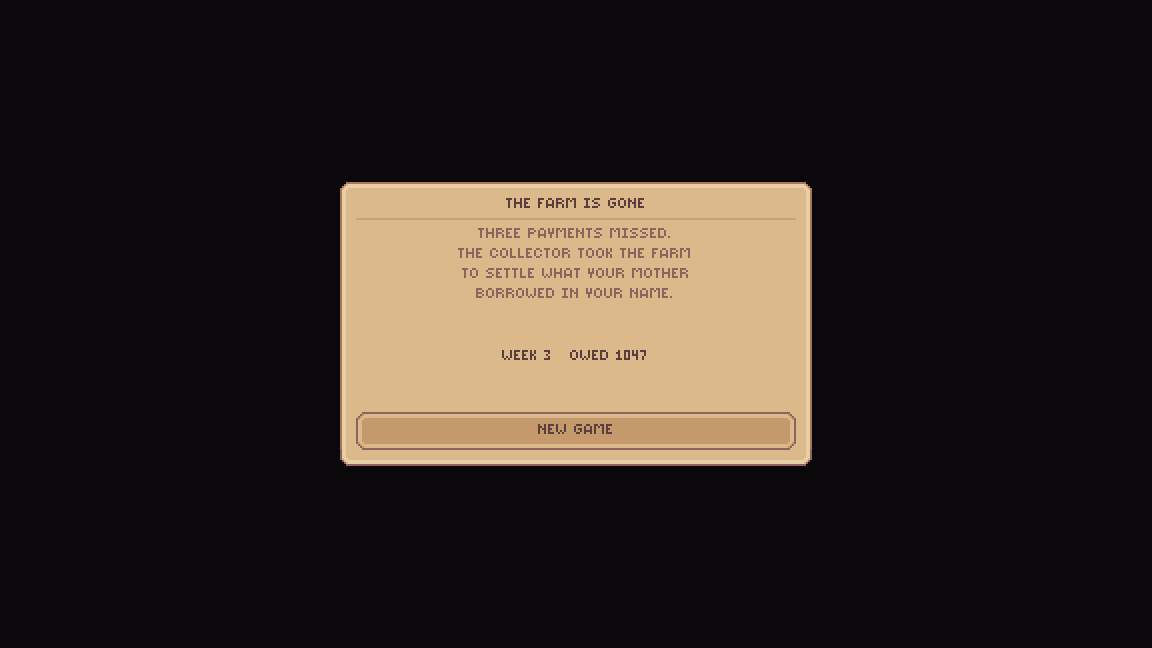 THE FARM IS GONE
THREE PAYMENTS MISSED.
THE COLLECTOR TOOK THE FARM
TO SETTLE WHAT YOUR MOTHER
BORROWED IN YOUR NAME.
WEEK 3 OWED 1047
NEW GAME